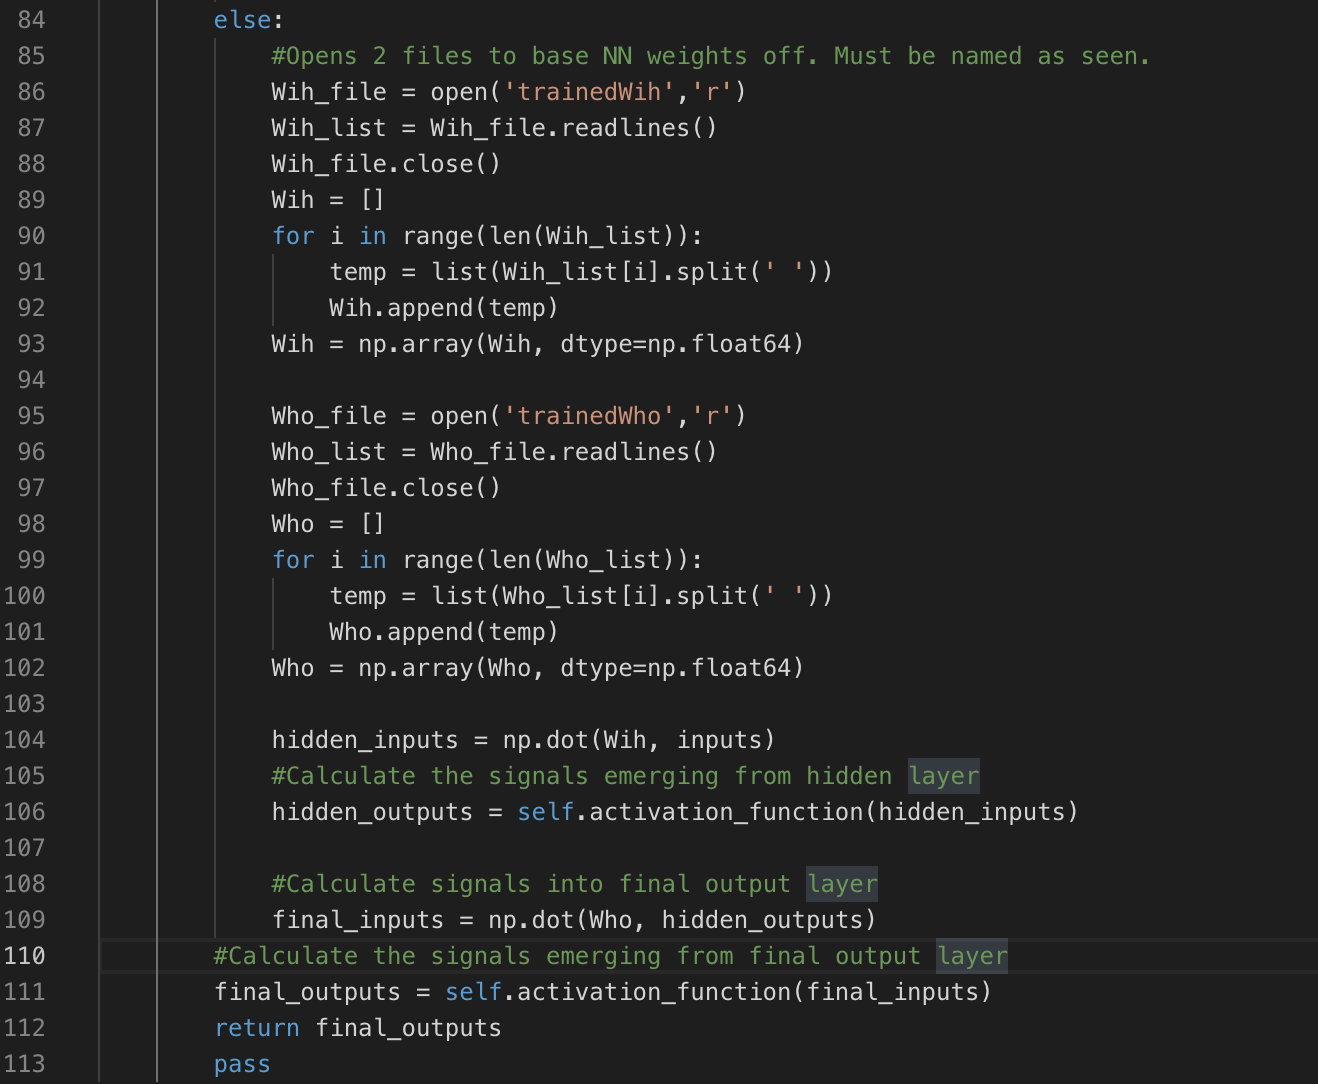 84 else:
85 #Opens 2 files to base NN weights off. Must be named as seen.
86 Wih_file = open('trainedWih','r')
87 Wih_list = Wih_file.readlines()
88 Wih_file.close()
89 Wih = []
90 for i in range(len(Wih_list)):
91 temp = list(Wih_list[i].split(' '))
92 Wih.append(temp)
93 Wih = np.array(Wih, dtype=np.float64)
94
95 Who_file = open('trainedWho','r')
96 Who_list = Who_file.readlines()
97 Who_file.close()
98 Who = []
99 for i in range(len(Who_list)):
100 temp = list(Who_list[i].split(' '))
101 Who.append(temp)
102 Who = np.array(Who, dtype=np.float64)
103
104 hidden_inputs = np.dot(Wih, inputs)
105 #Calculate the signals emerging from hidden layer
106 hidden_outputs = self.activation_function(hidden_inputs)
107
108 #Calculate signals into final output layer
109 final_inputs = np.dot(Who, hidden_outputs)
110 #Calculate the signals emerging from final output layer
111 final_outputs = self.activation_function(final_inputs)
112 return final_outputs
113 pass